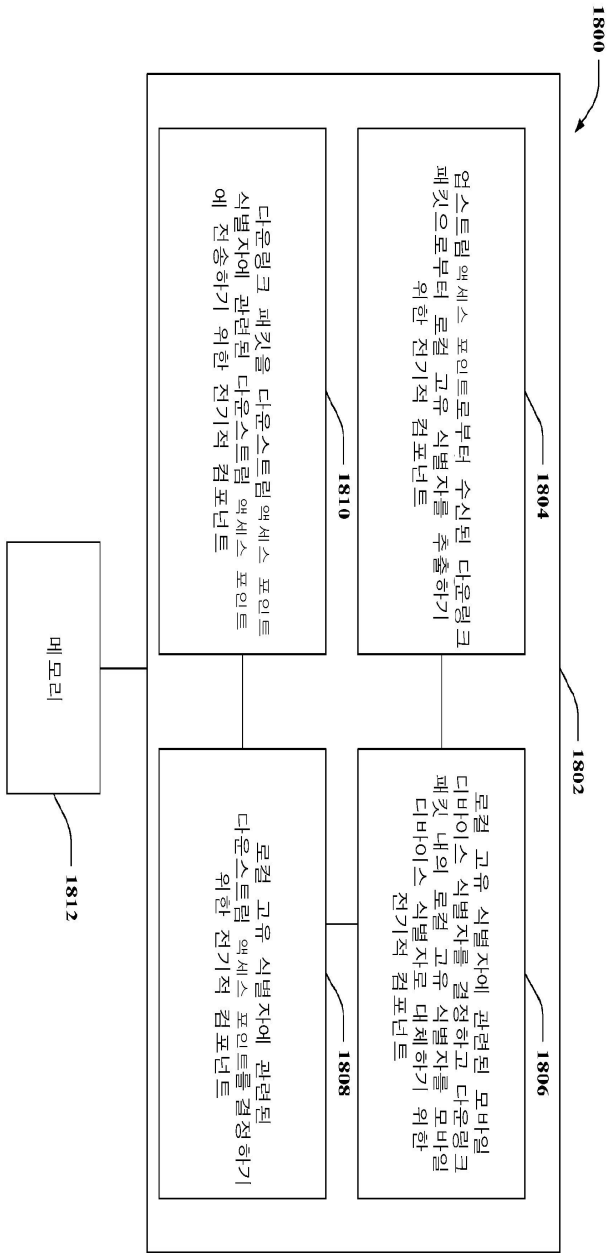 1800
1802
1804
업스트림 액세스 포인트로부터 수신된 다운링크
패킷으로부터 로컬 고유 식별자를 추출하기
위한 전기적 컴포넌트
1806
로컬 고유 식별자에 관련된 모바일
디바이스 식별자를 결정하고 다운링크
패킷 내의 로컬 고유 식별자를 모바일
디바이스 식별자로 대체하기 위한
전기적 컴포넌트
1810
다운링크 패킷을 다운스트림 액세스 포인트
식별자에 관련된 다운스트림 액세스 포인트
에 전송하기 위한 전기적 컴포넌트
1808
로컬 고유 식별자에 관련된
다운스트림 액세스 포인트를 결정하기
위한 전기적 컴포넌트
메모리
1812